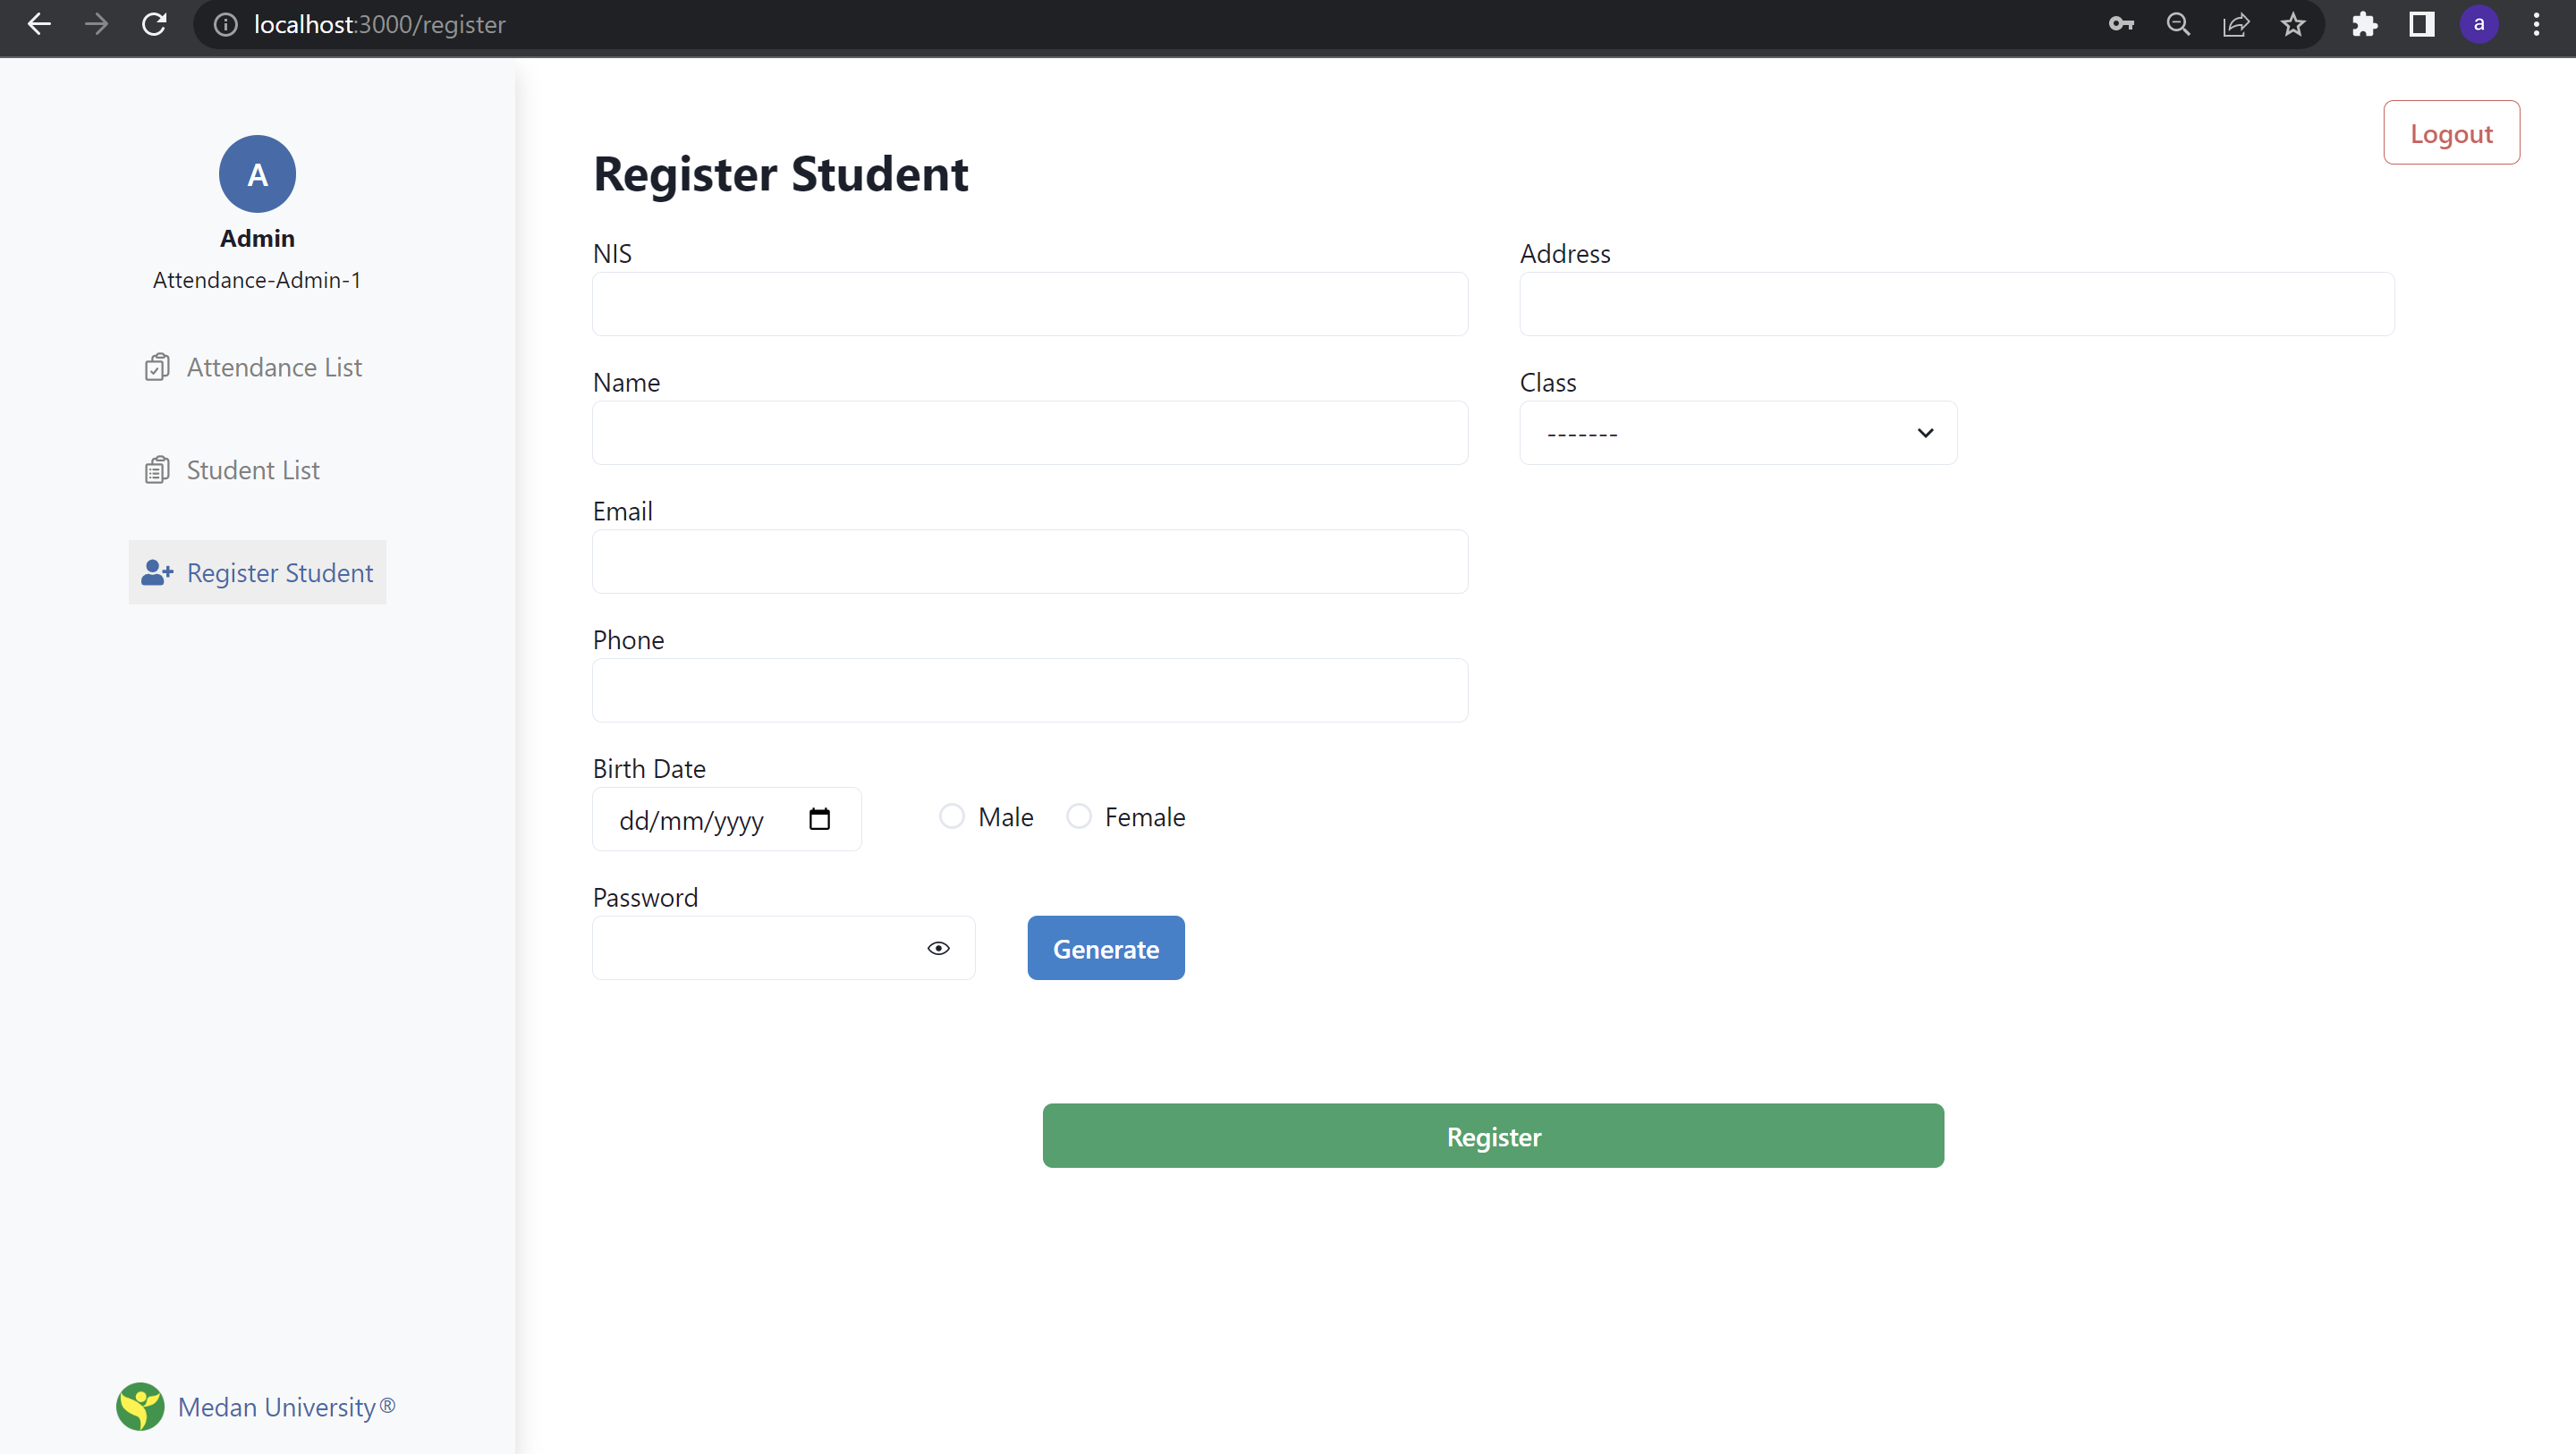 localhost:3000/register
a
A
Admin
Attendance-Admin-1
Attendance List
Student List
Register Student
Medan University®
Logout
Register Student
NIS
Name
Email
Phone
Birth Date
dd/mm/yyyy
Male
Female
Password
Generate
Address
Class
-------
Register